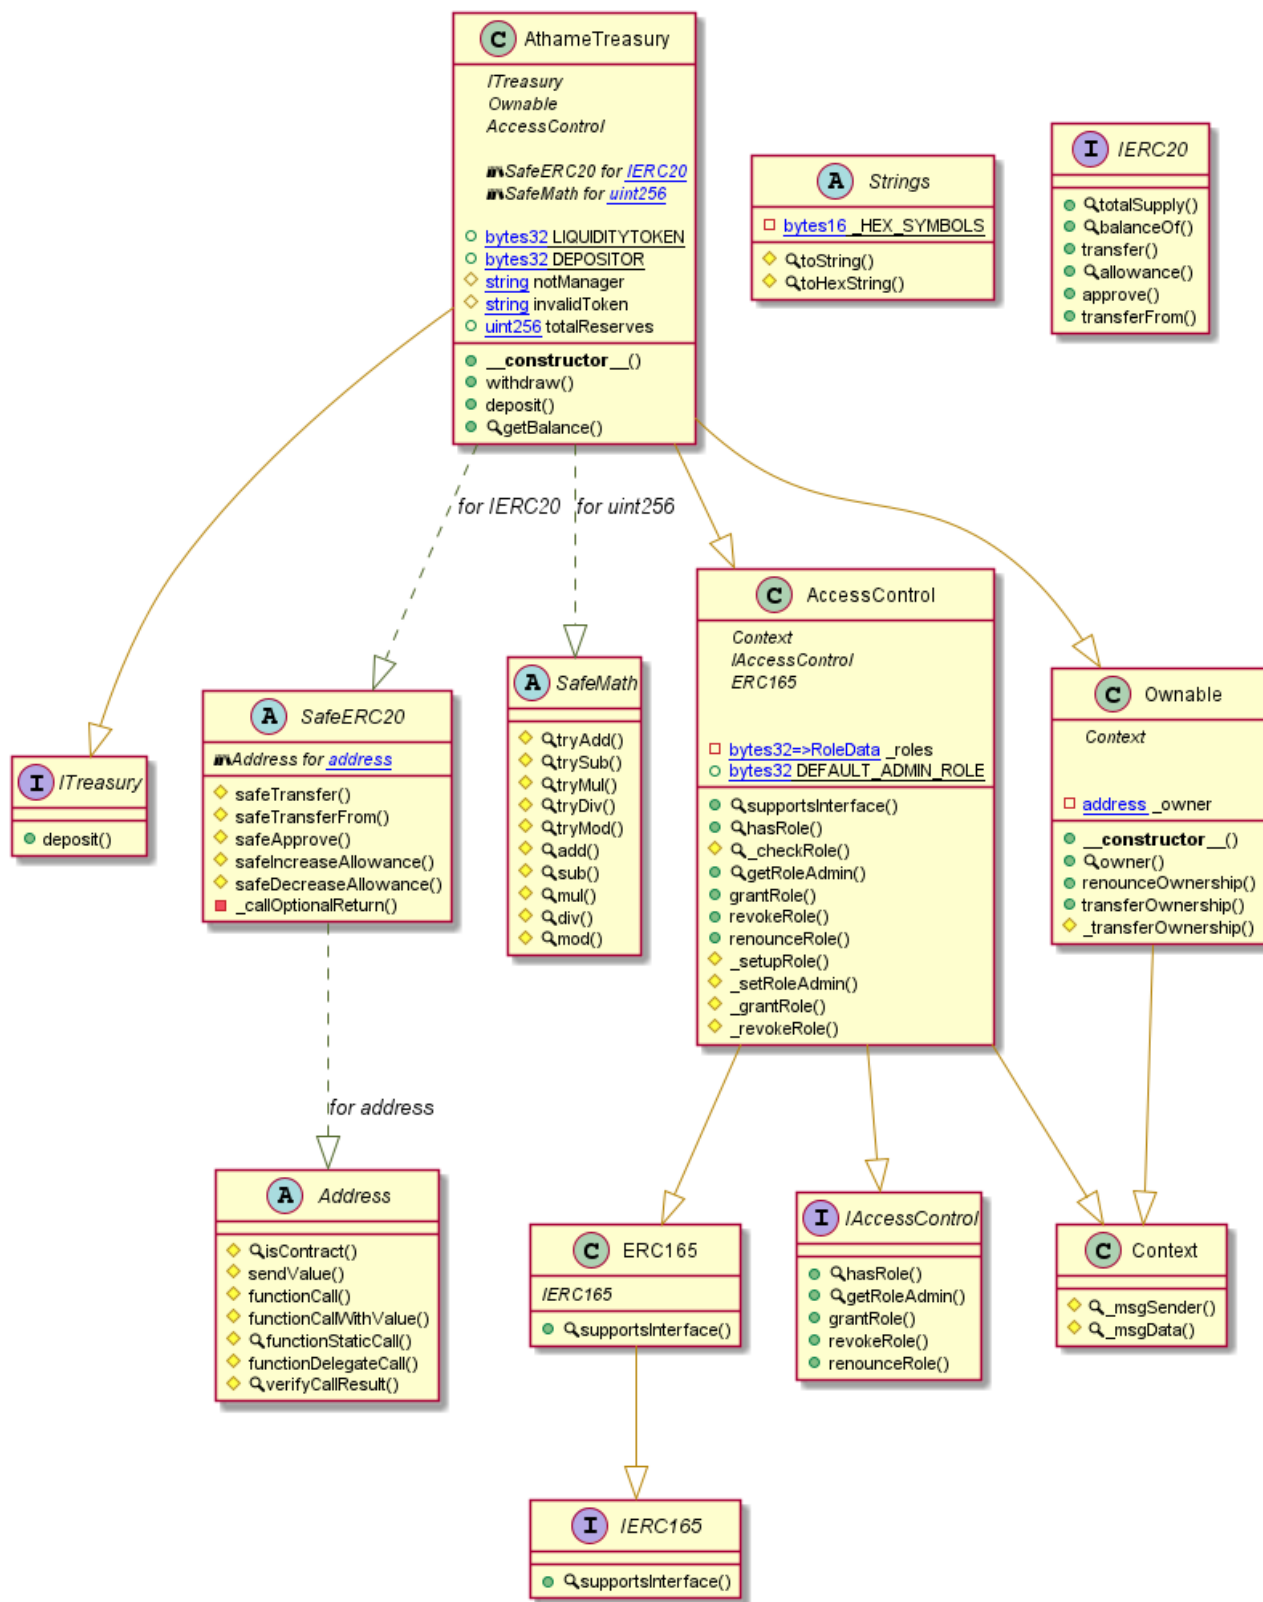 C AthameTreasury
ITreasury
Ownable
AccessControl
SafeERC20 for IERC20
SafeMath for uint256
bytes32 LIQUIDITYTOKEN
bytes32 DEPOSITOR
string notManager
string invalidToken
uint256 totalReserves
__constructor__()
withdraw()
deposit()
getBalance()
A Strings
bytes16 _HEX_SYMBOLS
toString()
toHexString()
I IERC20
totalSupply()
balanceOf()
transfer()
allowance()
approve()
transferFrom()
for IERC20
for uint256
I ITreasury
deposit()
A SafeERC20
Address for address
safeTransfer()
safeTransferFrom()
safeApprove()
safeIncreaseAllowance()
safeDecreaseAllowance()
_callOptionalReturn()
A SafeMath
tryAdd()
trySub()
tryMul()
tryDiv()
tryMod()
add()
sub()
mul()
div()
mod()
C AccessControl
Context
IAccessControl
ERC165
bytes32=>RoleData _roles
bytes32 DEFAULT_ADMIN_ROLE
supportsInterface()
hasRole()
_checkRole()
getRoleAdmin()
grantRole()
revokeRole()
renounceRole()
_setupRole()
_setRoleAdmin()
_grantRole()
_revokeRole()
C Ownable
Context
address _owner
__constructor__()
owner()
renounceOwnership()
transferOwnership()
_transferOwnership()
for address
A Address
isContract()
sendValue()
functionCall()
functionCallWithValue()
functionStaticCall()
functionDelegateCall()
verifyCallResult()
C ERC165
IERC165
supportsInterface()
I IAccessControl
hasRole()
getRoleAdmin()
grantRole()
revokeRole()
renounceRole()
C Context
_msgSender()
_msgData()
I IERC165
supportsInterface()